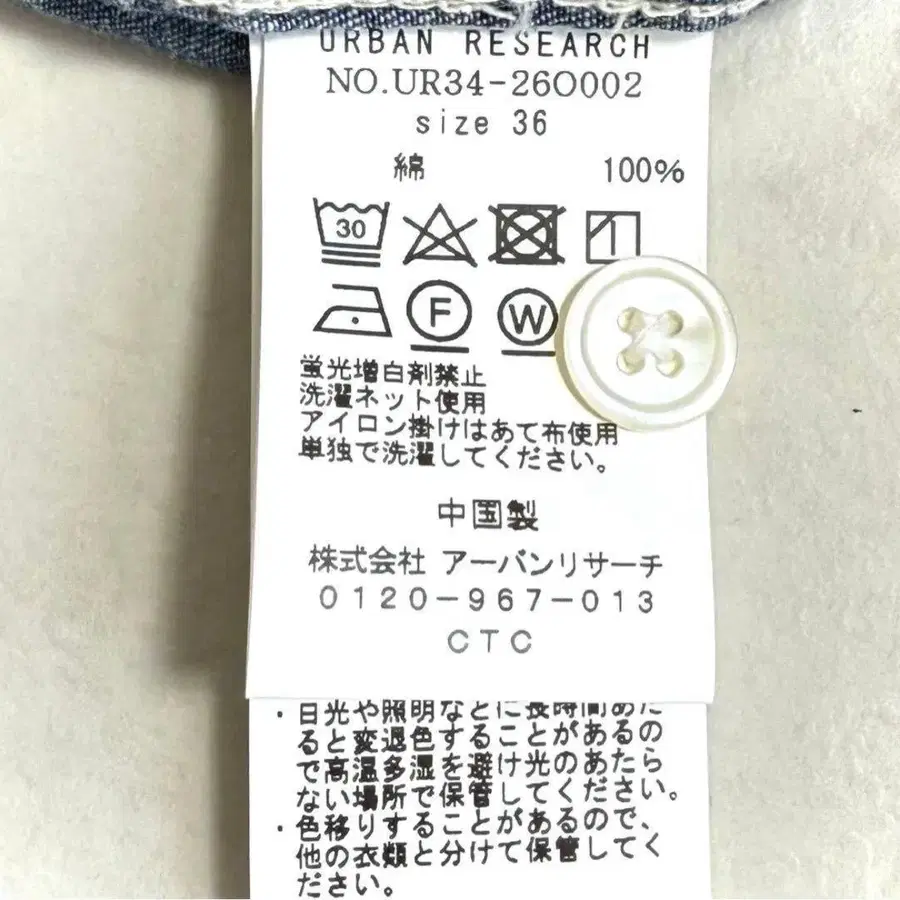 URBAN RESEARCH
NO.UR34-26O002
size 36
綿 100%
30
F W
蛍光増白剤禁止
洗濯ネット使用
アイロン掛けはあて布使用
単独で洗濯してください。
中国製
株式会社 アーバンリサーチ
0120-967-013
CTC
・日光や照明などに長時間あた
ると変退色することがあるの
で高温多湿を避け光のあたら
ない場所で保管してください。
・色移りすることがあるので、
他の衣類と分けて保管してく
ださい。